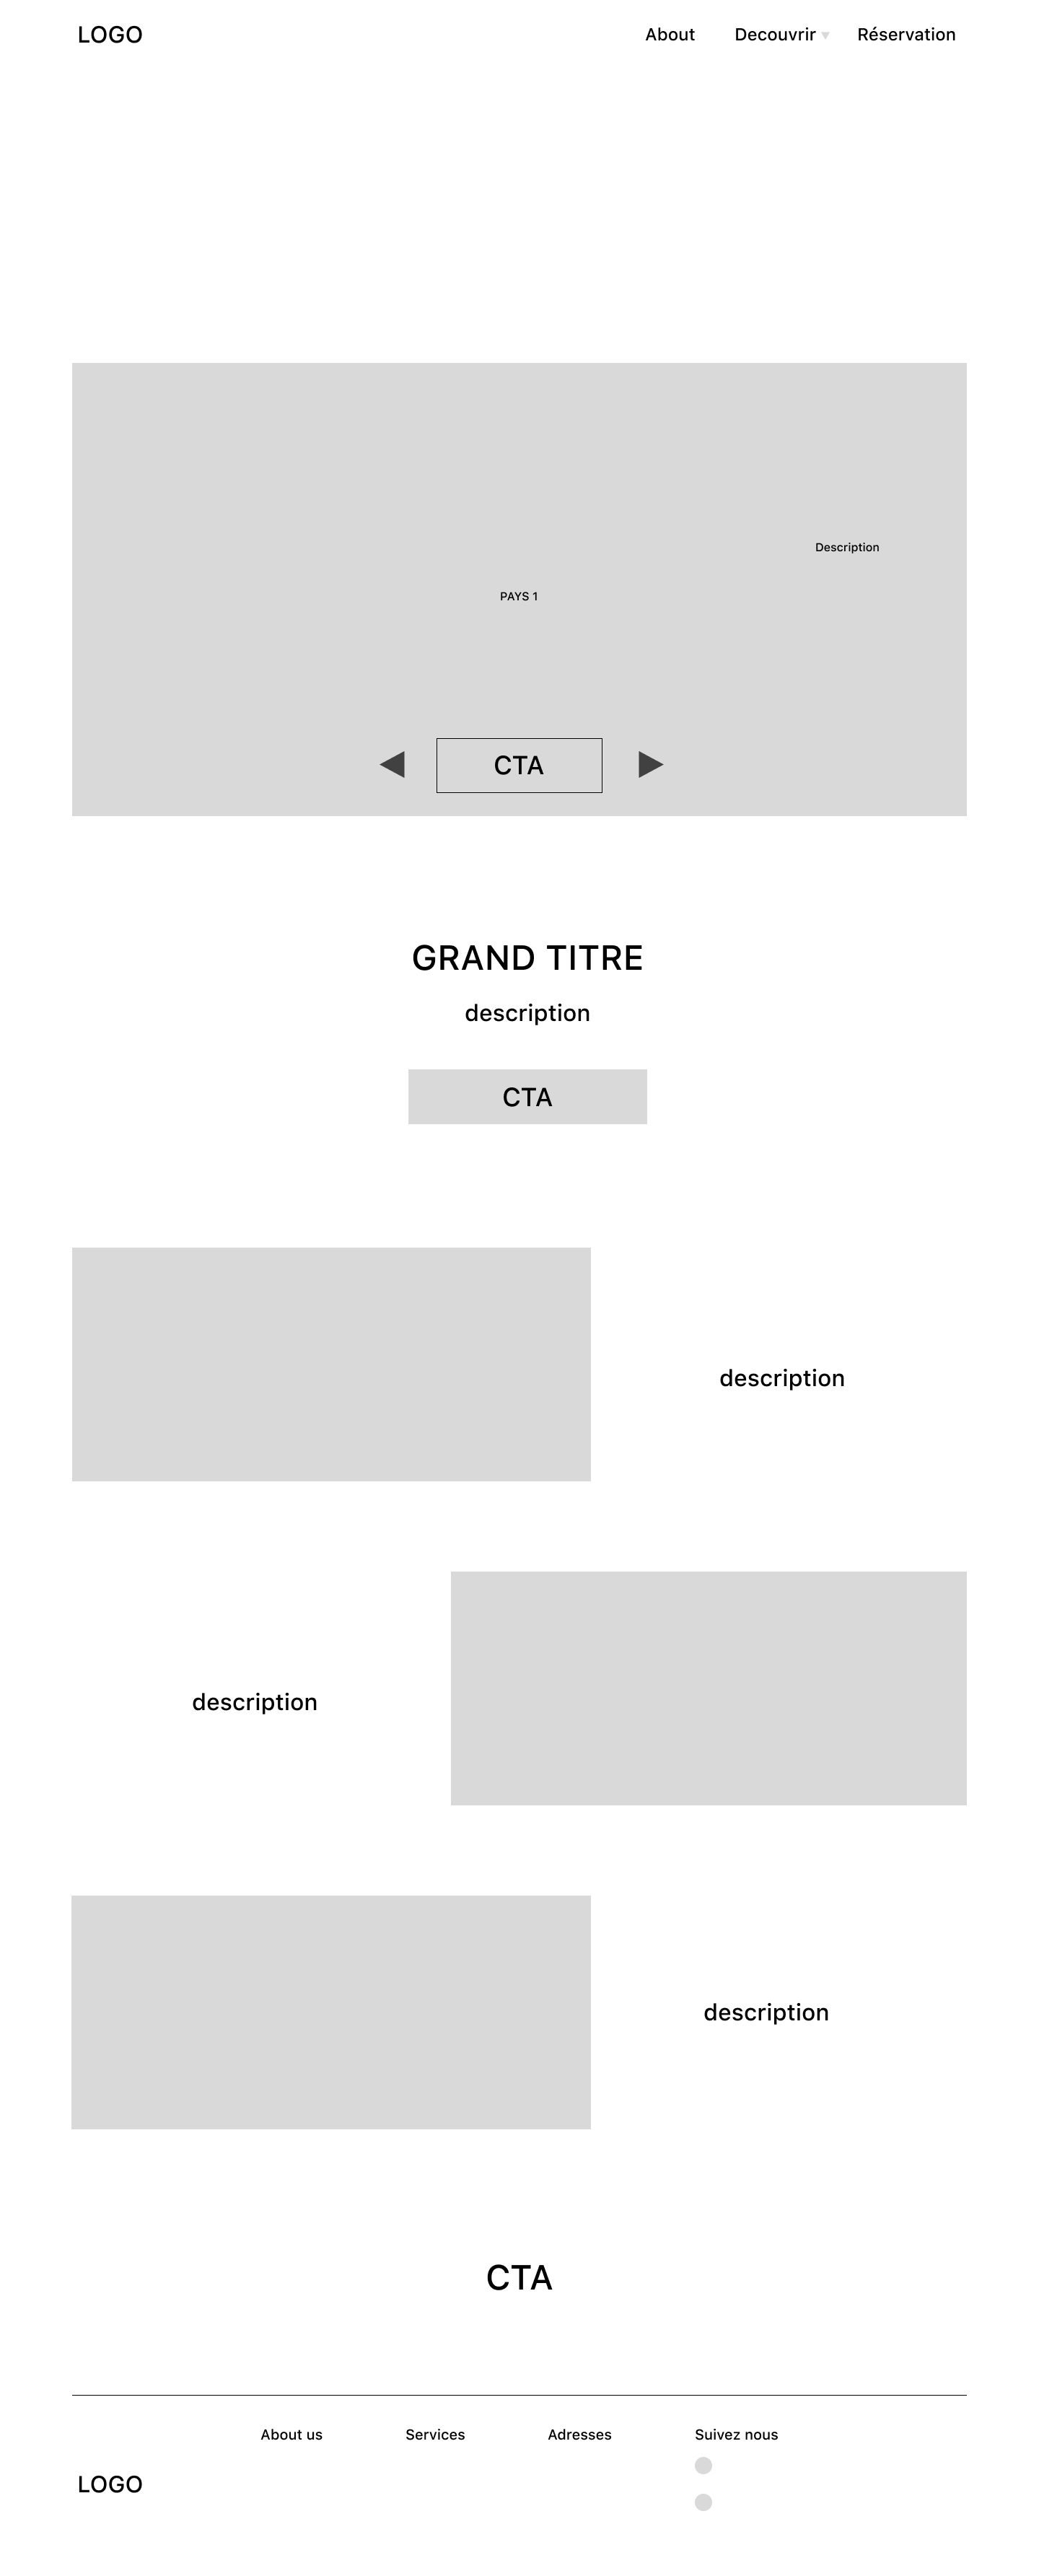 LOGO
About
Decouvrir
Réservation
Description
PAYS 1
CTA
GRAND TITRE
description
CTA
description
description
description
CTA
About us
Services
Adresses
Suivez nous
LOGO